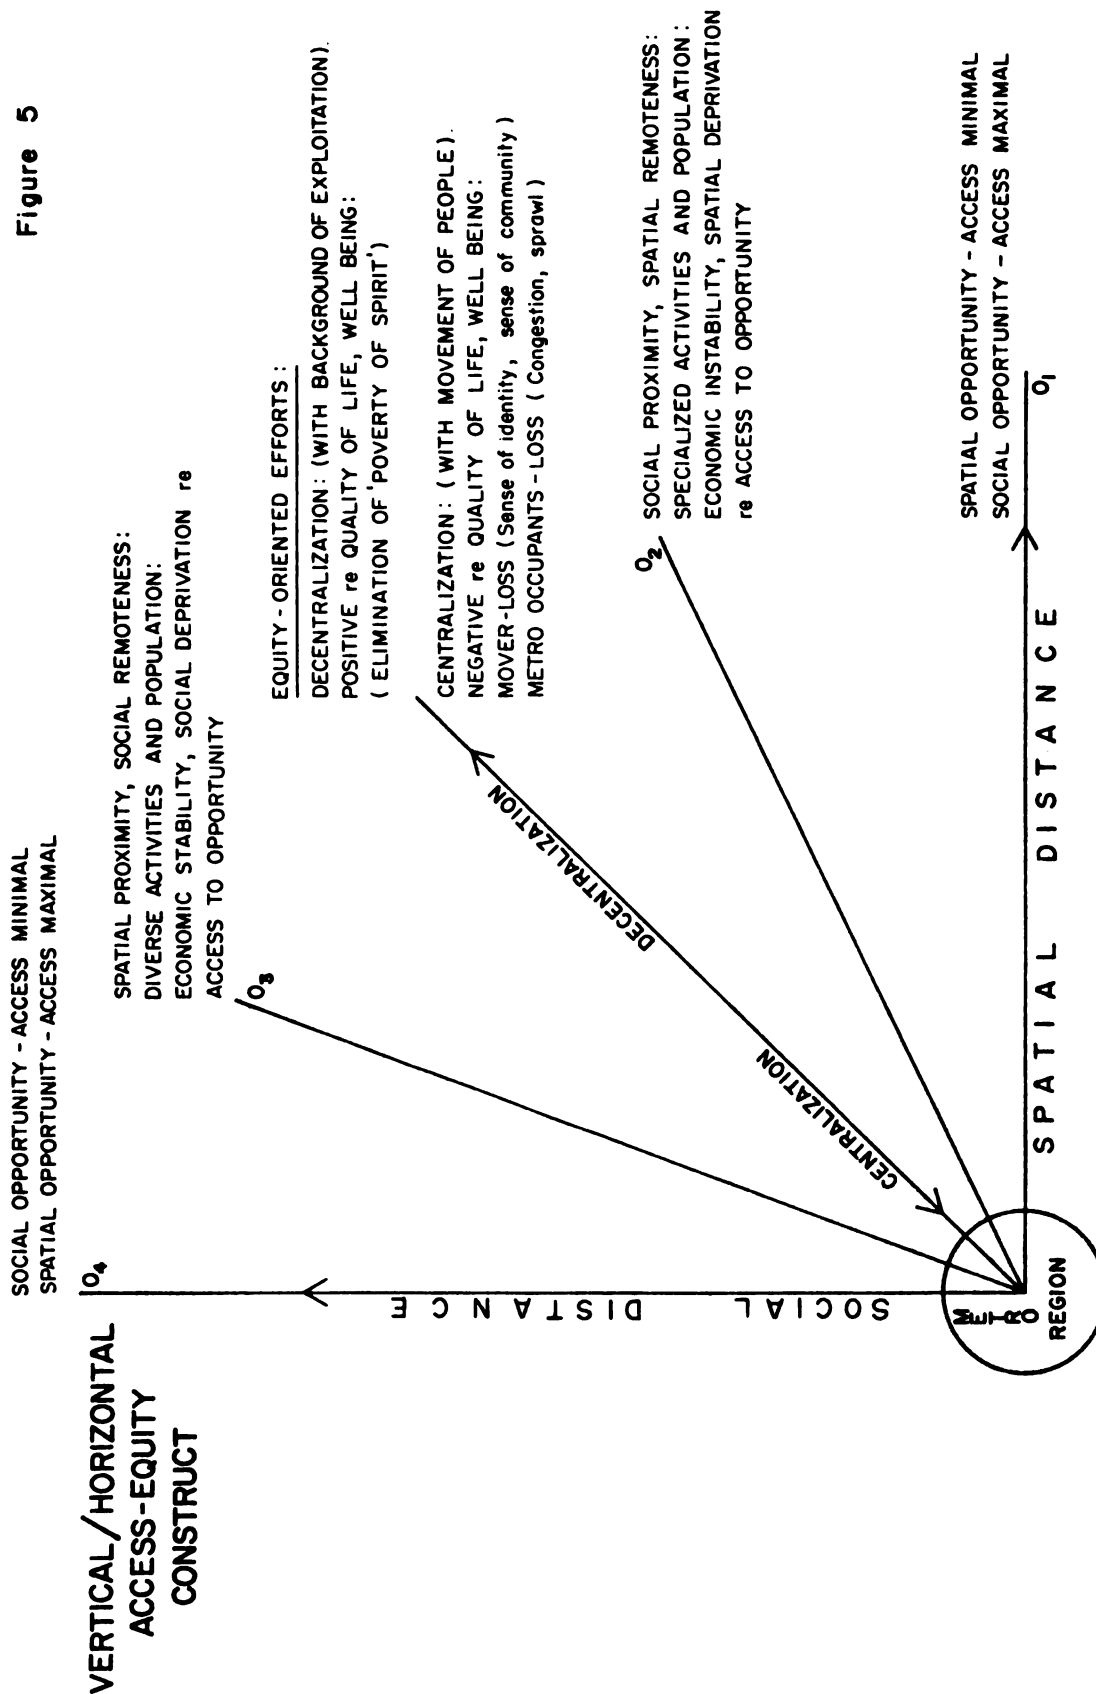 Figure 5
VERTICAL/HORIZONTAL
ACCESS-EQUITY
CONSTRUCT
SOCIAL OPPORTUNITY - ACCESS MINIMAL
SPATIAL OPPORTUNITY - ACCESS MAXIMAL
O4
SOCIAL DISTANCE
SPATIAL PROXIMITY, SOCIAL REMOTENESS:
DIVERSE ACTIVITIES AND POPULATION:
ECONOMIC STABILITY, SOCIAL DEPRIVATION re
ACCESS TO OPPORTUNITY
O3
EQUITY-ORIENTED EFFORTS:
DECENTRALIZATION: (WITH BACKGROUND OF EXPLOITATION).
POSITIVE re QUALITY OF LIFE, WELL BEING:
(ELIMINATION OF 'POVERTY OF SPIRIT')
CENTRALIZATION: (WITH MOVEMENT OF PEOPLE).
NEGATIVE re QUALITY OF LIFE, WELL BEING:
MOVER-LOSS (Sense of identity, sense of community)
METRO OCCUPANTS-LOSS (Congestion, sprawl)
DECENTRALIZATION
CENTRALIZATION
O2
SOCIAL PROXIMITY, SPATIAL REMOTENESS:
SPECIALIZED ACTIVITIES AND POPULATION:
ECONOMIC INSTABILITY, SPATIAL DEPRIVATION
re ACCESS TO OPPORTUNITY
SPATIAL OPPORTUNITY - ACCESS MINIMAL
SOCIAL OPPORTUNITY - ACCESS MAXIMAL
O1
SPATIAL DISTANCE
METRO
REGION